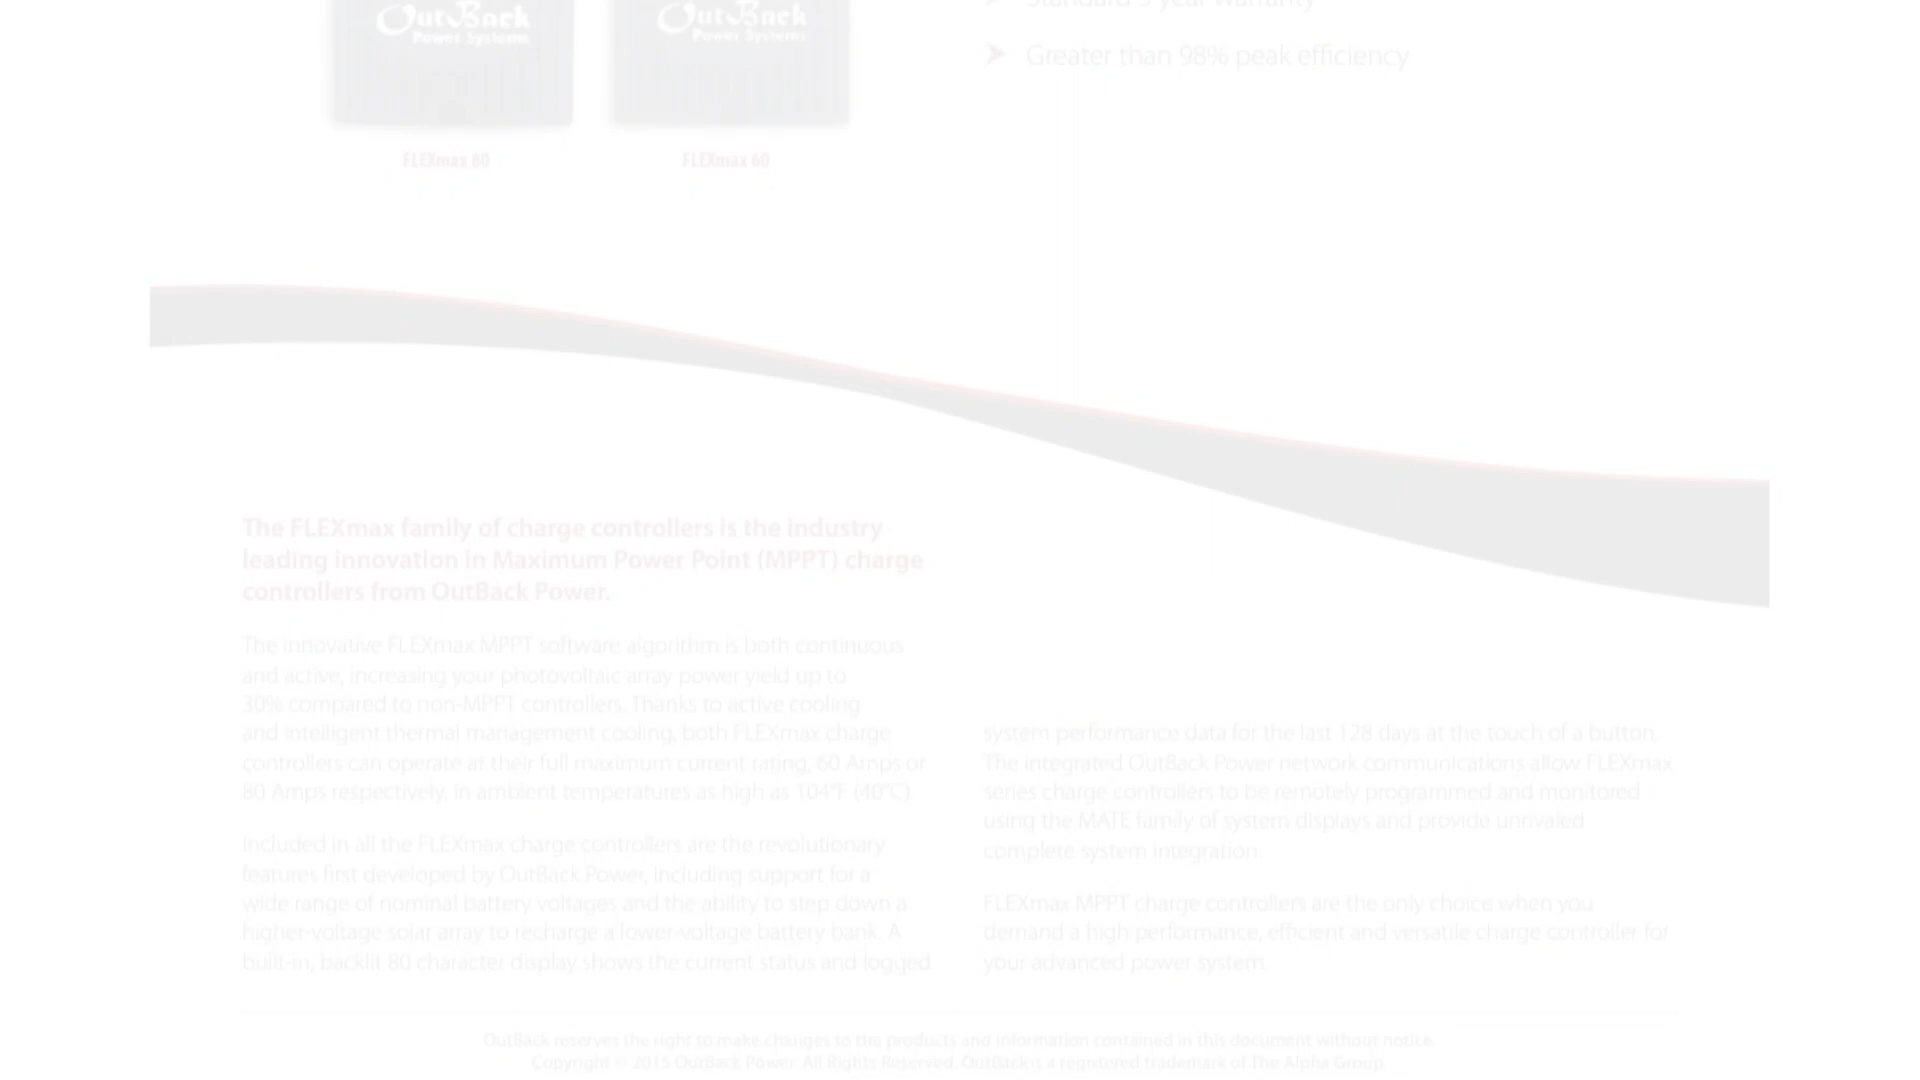 OutBack
Power Systems
OutBack
Power Systems
Standard 5 year warranty
➤ Greater than 98% peak efficiency
FLEXmax 80
FLEXmax 60
The FLEXmax family of charge controllers is the industry
leading innovation in Maximum Power Point (MPPT) charge
controllers from OutBack Power.
The innovative FLEXmax MPPT software algorithm is both continuous
and active, increasing your photovoltaic array power yield up to
30% compared to non-MPPT controllers. Thanks to active cooling
and intelligent thermal management cooling, both FLEXmax charge
controllers can operate at their full maximum current rating, 60 Amps or
80 Amps respectively, in ambient temperatures as high as 104°F (40°C).
Included in all the FLEXmax charge controllers are the revolutionary
features first developed by OutBack Power, including support for a
wide range of nominal battery voltages and the ability to step down a
higher-voltage solar array to recharge a lower-voltage battery bank. A
built-in, backlit 80 character display shows the current status and logged
system performance data for the last 128 days at the touch of a button.
The integrated OutBack Power network communications allow FLEXmax
series charge controllers to be remotely programmed and monitored
using the MATE family of system displays and provide unrivaled
complete system integration.
FLEXmax MPPT charge controllers are the only choice when you
demand a high performance, efficient and versatile charge controller for
your advanced power system.
OutBack reserves the right to make changes to the products and information contained in this document without notice.
Copyright © 2015 OutBack Power. All Rights Reserved. OutBack is a registered trademark of The Alpha Group.